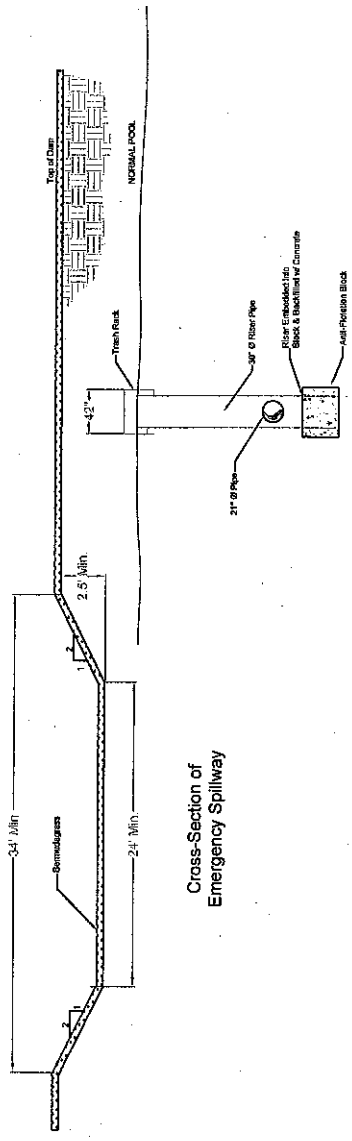 34' Min.
Top of Dam
2
1
Bermudagrass
2
1
2.5' Min.
24' Min.
42"
Trash Rack
NORMAL POOL
Cross-Section of
Emergency Spillway
30" Ø Riser Pipe
21" Ø Pipe
Riser Embedded Into
Block & Backfilled w/ Concrete
Anti-Flotation Block